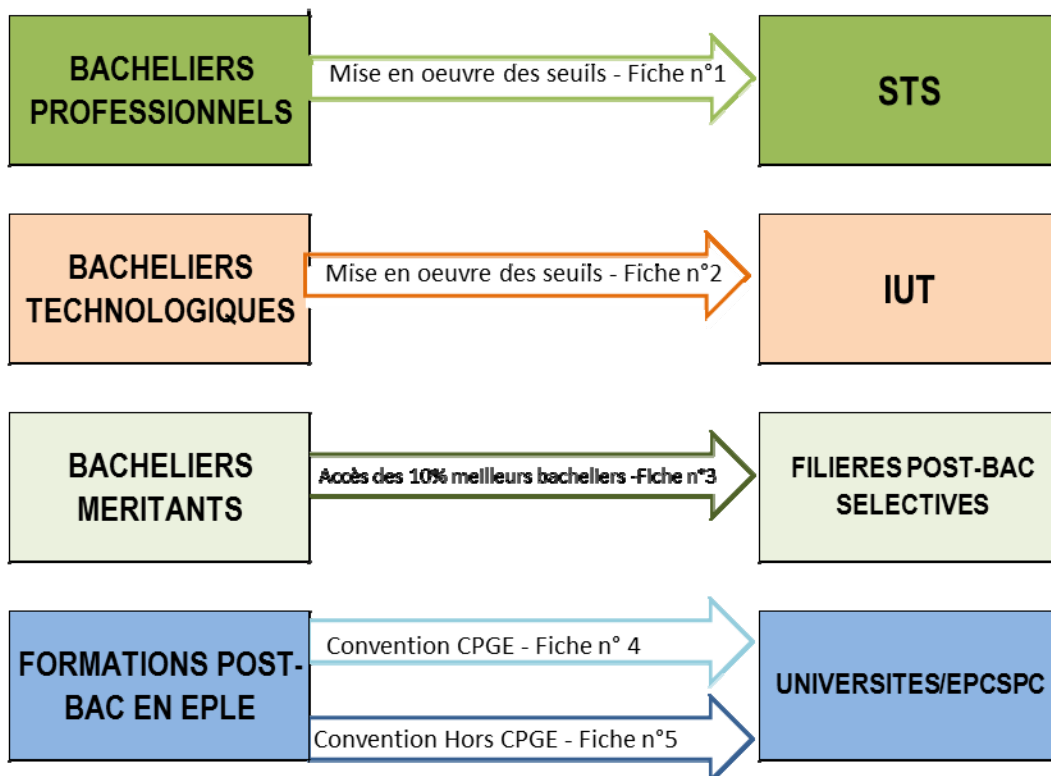 BACHELIERS
PROFESSIONNELS
Mise en oeuvre des seuils - Fiche n°1
STS
BACHELIERS
TECHNOLOGIQUES
Mise en oeuvre des seuils - Fiche n°2
IUT
BACHELIERS
MERITANTS
Accès des 10% meilleurs bacheliers -Fiche n°3
FILIERES POST-BAC
SELECTIVES
FORMATIONS POST-
BAC EN EPLE
Convention CPGE - Fiche n° 4
Convention Hors CPGE - Fiche n°5
UNIVERSITES/EPCSPC